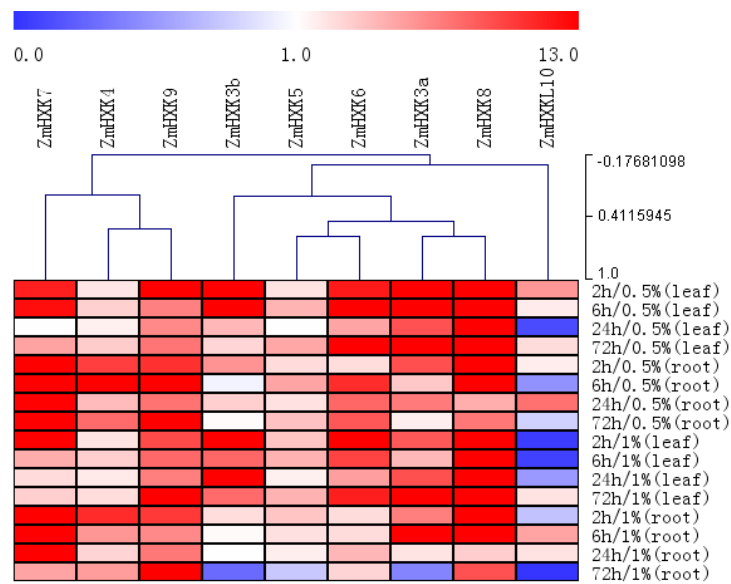 0.0 1.0 13.0
ZmHXK7 ZmHXK4 ZmHXK9 ZmHXK3b ZmHXK5 ZmHXK6 ZmHXK3a ZmHXK8 ZmHXKL10
-0.17681098
0.4115945
1.0
2h/0.5%(leaf)
6h/0.5%(leaf)
24h/0.5%(leaf)
72h/0.5%(leaf)
2h/0.5%(root)
6h/0.5%(root)
24h/0.5%(root)
72h/0.5%(root)
2h/1%(leaf)
6h/1%(leaf)
24h/1%(leaf)
72h/1%(leaf)
2h/1%(root)
6h/1%(root)
24h/1%(root)
72h/1%(root)